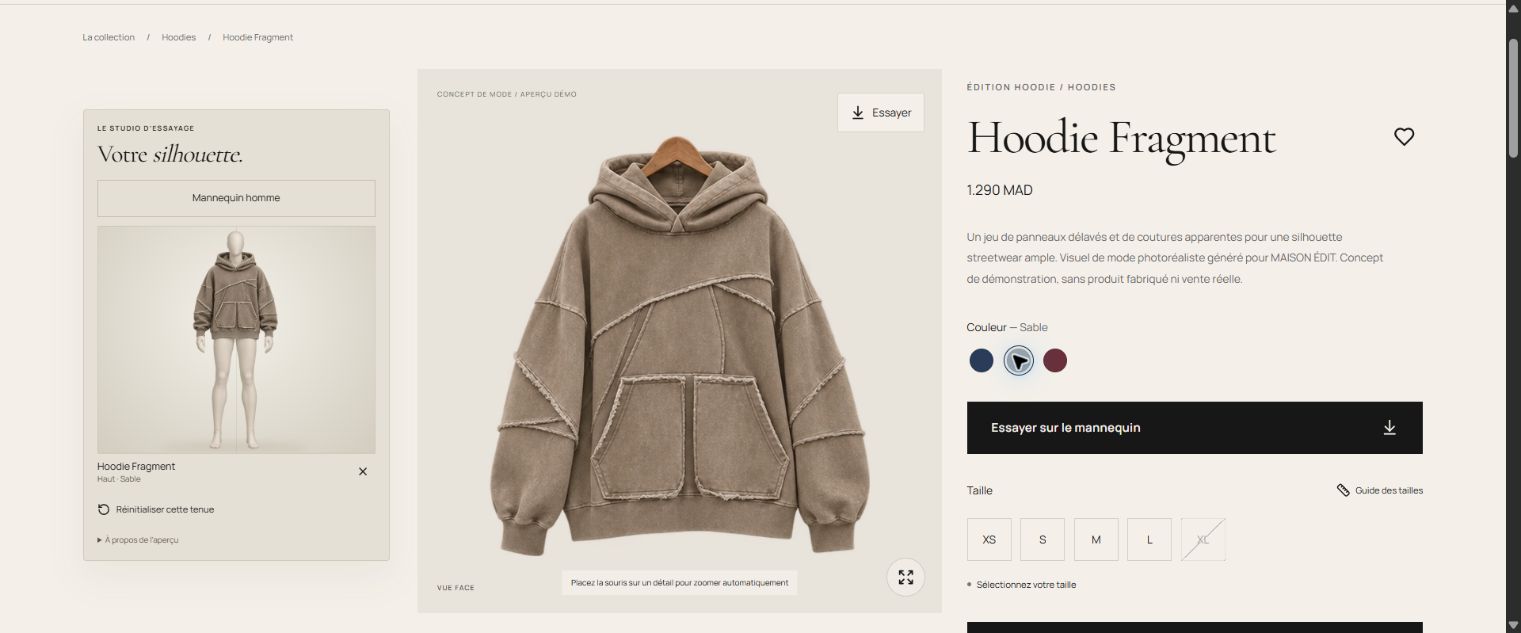 La collection / Hoodies / Hoodie Fragment
LE STUDIO D'ESSAYAGE
Votre silhouette.
Mannequin homme
Hoodie Fragment
Haut · Sable
Réinitialiser cette tenue
À propos de l'aperçu
CONCEPT DE MODE / APERÇU DÉMO
Essayer
VUE FACE
Placez la souris sur un détail pour zoomer automatiquement
ÉDITION HOODIE / HOODIES
Hoodie Fragment
1.290 MAD
Un jeu de panneaux délavés et de coutures apparentes pour une silhouette
streetwear ample. Visuel de mode photoréaliste généré pour MAISON ÉDIT. Concept
de démonstration, sans produit fabriqué ni vente réelle.
Couleur — Sable
Essayer sur le mannequin
Taille
Guide des tailles
XS S M L XL
Sélectionnez votre taille